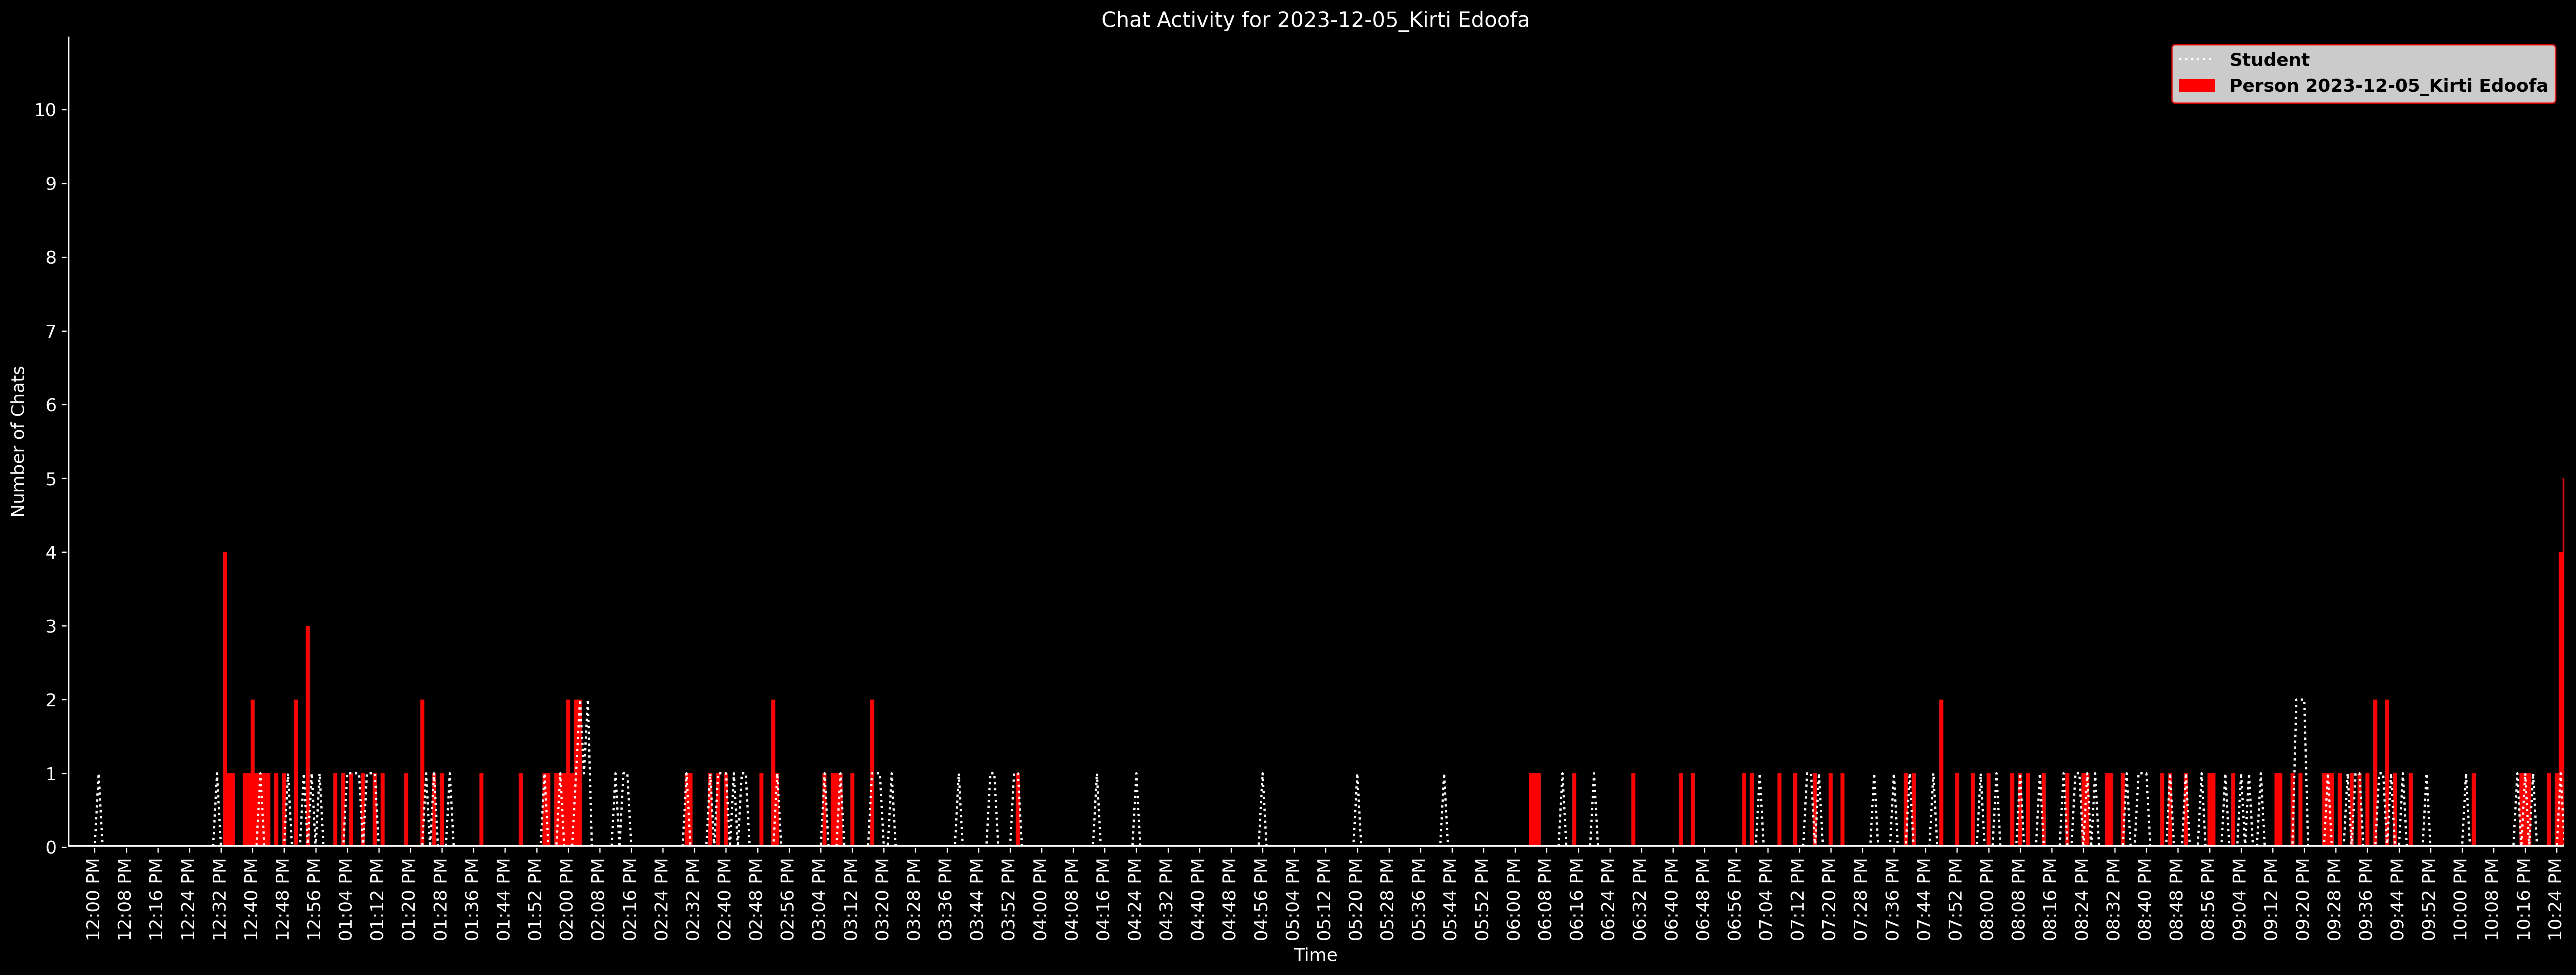 Chat Activity for 2023-12-05_Kirti Edoofa
Student
Person 2023-12-05_Kirti Edoofa
Number of Chats
10
9
8
7
6
5
4
3
2
1
0
12:00 PM
12:08 PM
12:16 PM
12:24 PM
12:32 PM
12:40 PM
12:48 PM
12:56 PM
01:04 PM
01:12 PM
01:20 PM
01:28 PM
01:36 PM
01:44 PM
01:52 PM
02:00 PM
02:08 PM
02:16 PM
02:24 PM
02:32 PM
02:40 PM
02:48 PM
02:56 PM
03:04 PM
03:12 PM
03:20 PM
03:28 PM
03:36 PM
03:44 PM
03:52 PM
04:00 PM
04:08 PM
04:16 PM
04:24 PM
04:32 PM
04:40 PM
04:48 PM
04:56 PM
05:04 PM
05:12 PM
05:20 PM
05:28 PM
05:36 PM
05:44 PM
05:52 PM
06:00 PM
06:08 PM
06:16 PM
06:24 PM
06:32 PM
06:40 PM
06:48 PM
06:56 PM
07:04 PM
07:12 PM
07:20 PM
07:28 PM
07:36 PM
07:44 PM
07:52 PM
08:00 PM
08:08 PM
08:16 PM
08:24 PM
08:32 PM
08:40 PM
08:48 PM
08:56 PM
09:04 PM
09:12 PM
09:20 PM
09:28 PM
09:36 PM
09:44 PM
09:52 PM
10:00 PM
10:08 PM
10:16 PM
10:24 PM
Time